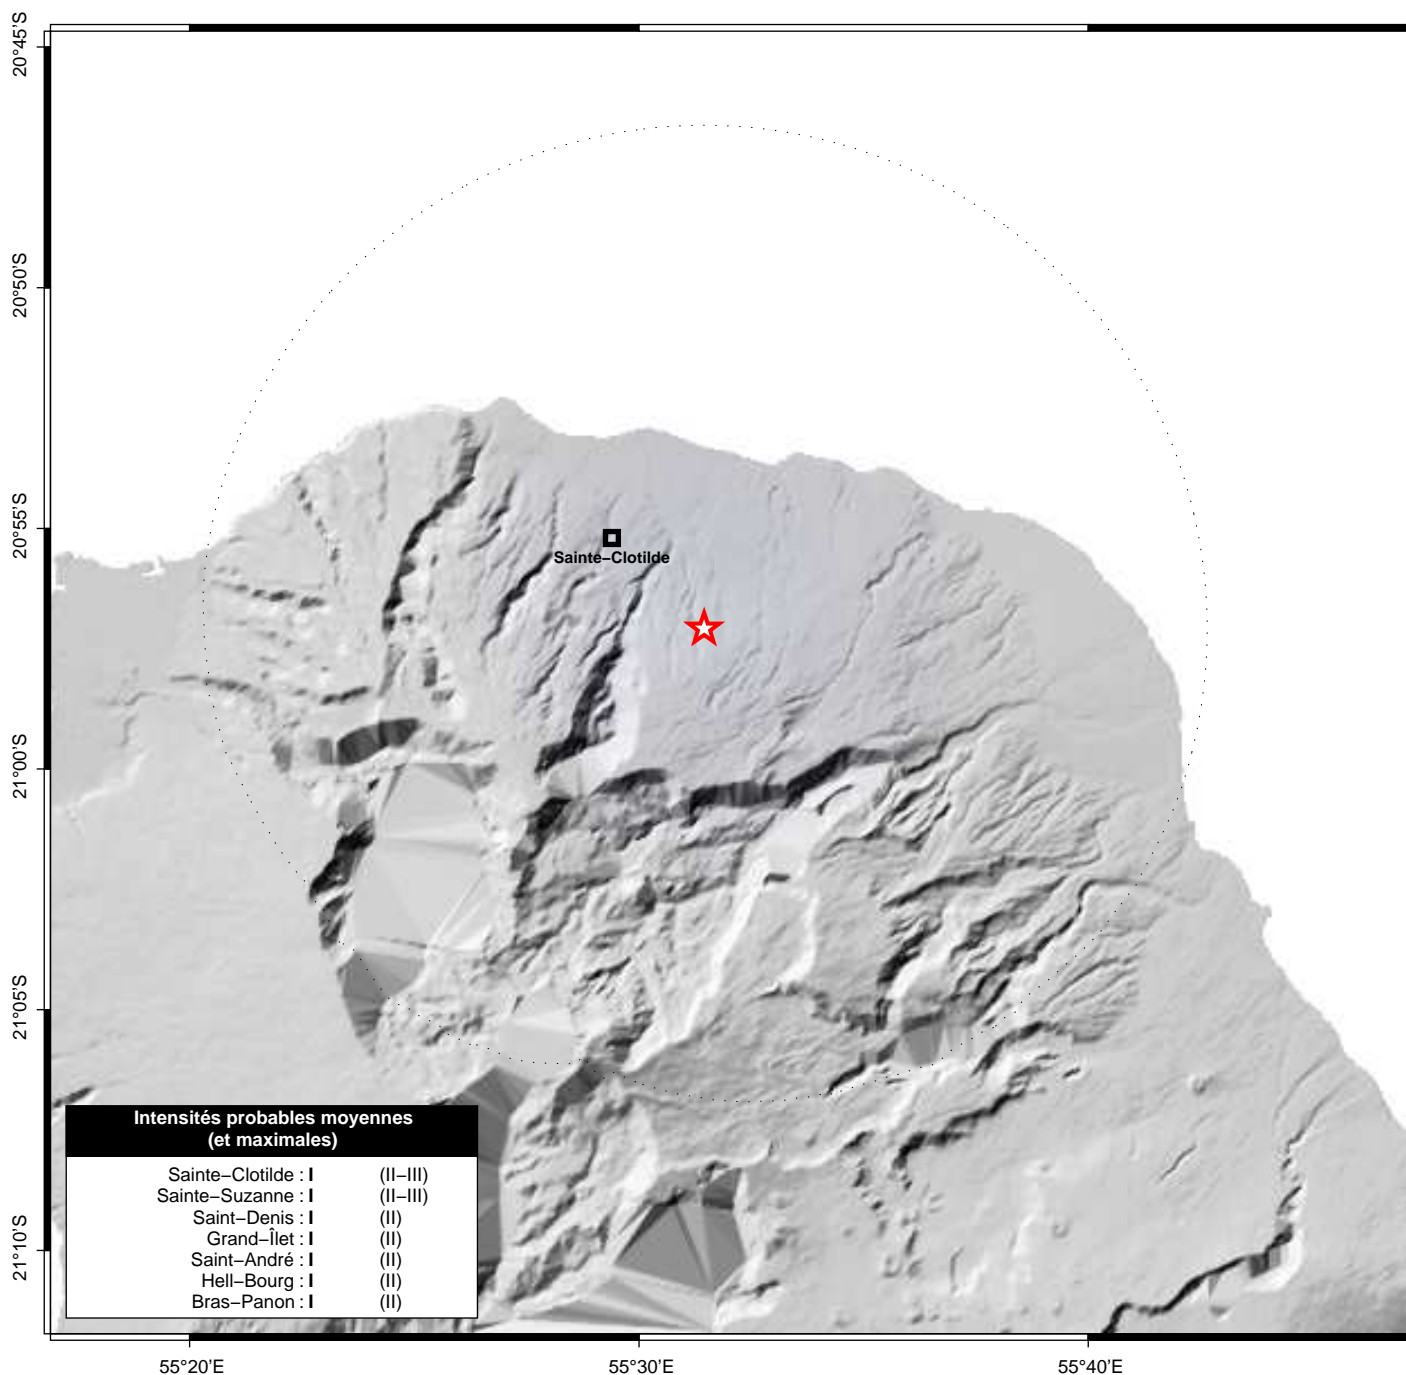 20°45'S
20°50'S
20°55'S
21°00'S
21°05'S
21°10'S
Sainte−Clotilde
Intensités probables moyennes
(et maximales)
Sainte−Clotilde : I (II−III)
Sainte−Suzanne : I (II−III)
Saint−Denis : I (II)
Grand−Îlet : I (II)
Saint−André : I (II)
Hell−Bourg : I (II)
Bras−Panon : I (II)
55°20'E
55°30'E
55°40'E